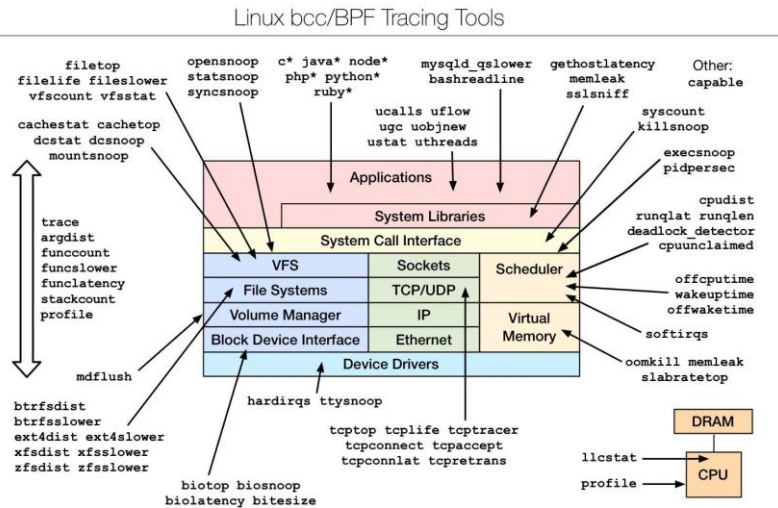 Linux bcc/BPF Tracing Tools
filetop
filelife fileslower
vfscount vfsstat
opensnoop
statsnoop
syncsnoop
c* java* node*
php* python*
ruby*
mysqld_qslower
bashreadline
gethostlatency
memleak
sslsniff
Other:
capable
cachestat cachetop
dcstat dcsnoop
mountsnoop
ucalls uflow
ugc uobjnew
ustat uthreads
syscount
killsnoop
execsnoop
pidpersec
trace
argdist
funccount
funcslower
funclatency
stackcount
profile
Applications
System Libraries
System Call Interface
VFS
Sockets
Scheduler
File Systems
TCP/UDP
Volume Manager
IP
Virtual
Memory
Block Device Interface
Ethernet
Device Drivers
cpudist
runqlat runqlen
deadlock_detector
cpuunclaimed
offcputime
wakeuptime
offwaketime
softirqs
oomkill memleak
slabratetop
mdflush
hardirqs ttysnoop
btrfsdist
btrfsslower
ext4dist ext4slower
xfsdist xfsslower
zfsdist zfsslower
biotop biosnoop
biolatency bitesize
tcptop tcplife tcptracer
tcpconnect tcpaccept
tcpconnlat tcpretrans
DRAM
llcstat
CPU
profile